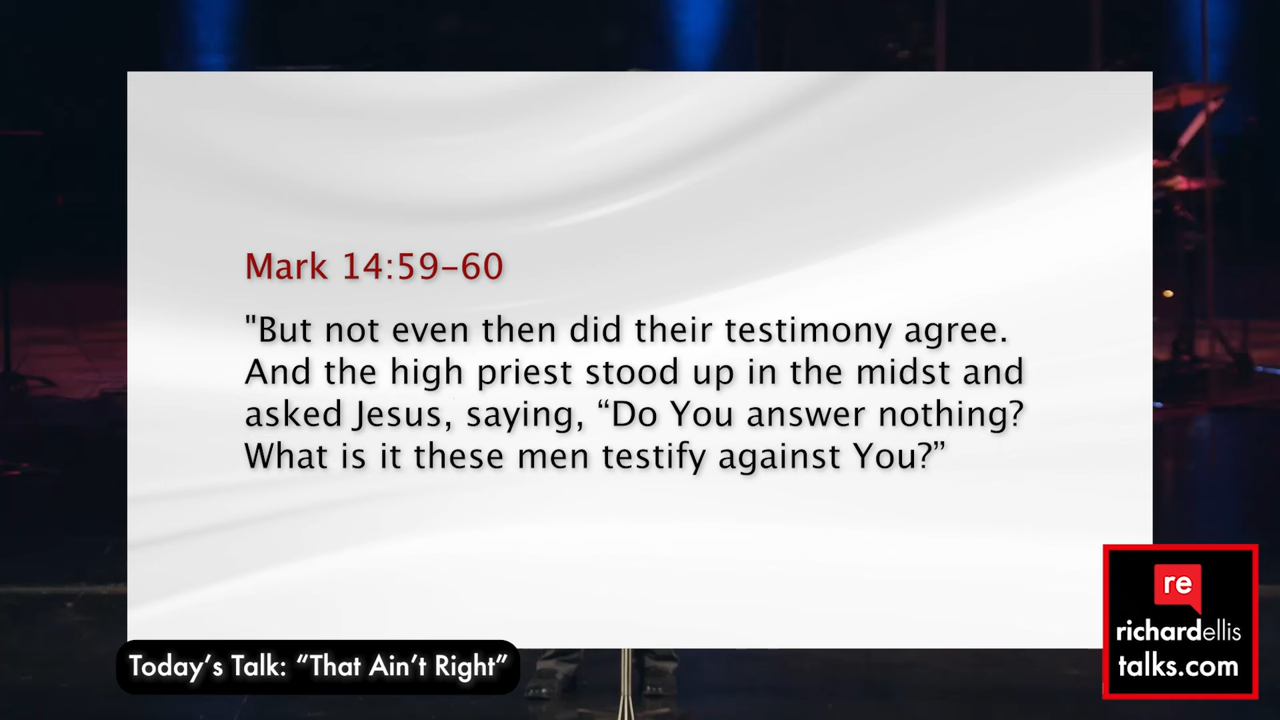 Mark 14:59–60
"But not even then did their testimony agree.
And the high priest stood up in the midst and
asked Jesus, saying, “Do You answer nothing?
What is it these men testify against You?”
Today’s Talk: “That Ain’t Right”
re
richardellis
talks.com